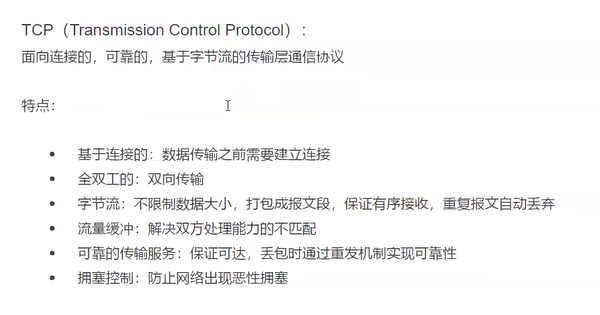 TCP（Transmission Control Protocol）：
面向连接的，可靠的，基于字节流的传输层通信协议
特点：
• 基于连接的：数据传输之前需要建立连接
• 全双工的：双向传输
• 字节流：不限制数据大小，打包成报文段，保证有序接收，重复报文自动丢弃
• 流量缓冲：解决双方处理能力的不匹配
• 可靠的传输服务：保证可达，丢包时通过重发机制实现可靠性
• 拥塞控制：防止网络出现恶性拥塞